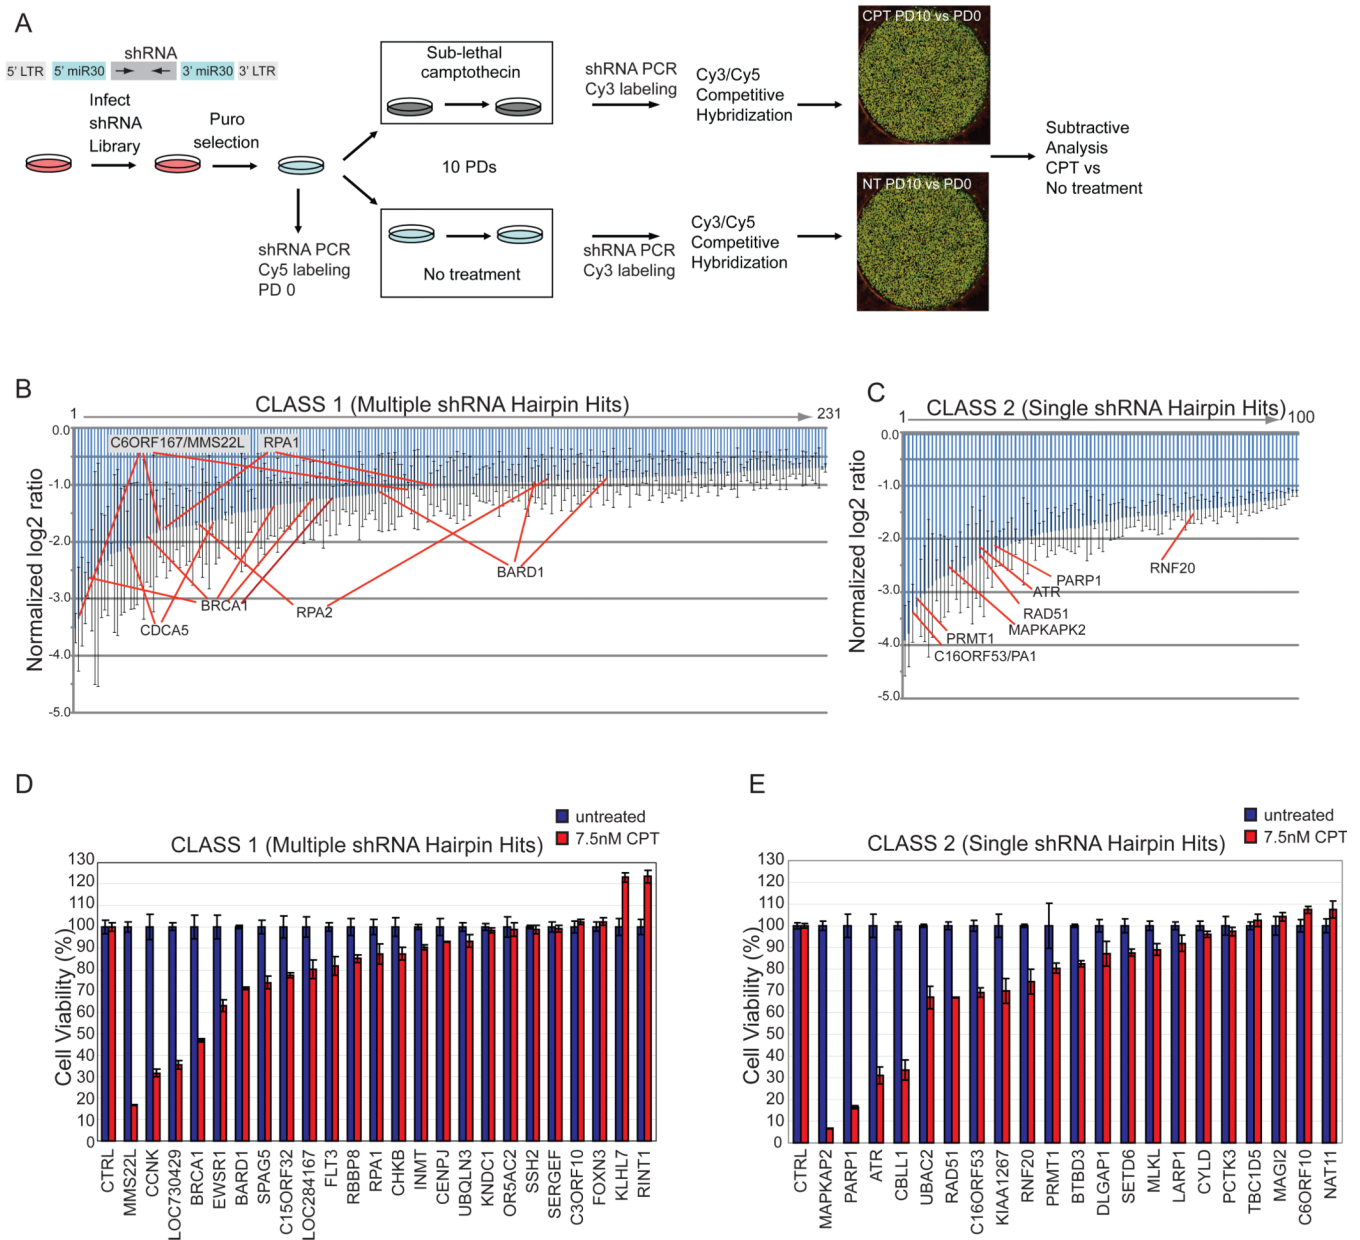 A
shRNA
5' LTR 5' miR30 3' miR30 3' LTR
Infect
shRNA
Library
Puro
selection
shRNA PCR
Cy5 labeling
PD 0
Sub-lethal
camptothecin
10 PDs
No treatment
shRNA PCR
Cy3 labeling
Cy3/Cy5
Competitive
Hybridization
CPT PD10 vs PD0
shRNA PCR
Cy3 labeling
Cy3/Cy5
Competitive
Hybridization
NT PD10 vs PD0
Subtractive
Analysis
CPT vs
No treatment
B
CLASS 1 (Multiple shRNA Hairpin Hits)
1
231
Normalized log2 ratio
0.0
-1.0
-2.0
-3.0
-4.0
-5.0
C6ORF167/MMS22L
RPA1
BARD1
BRCA1
RPA2
CDCA5
C
CLASS 2 (Single shRNA Hairpin Hits)
1
100
Normalized log2 ratio
0.0
-1.0
-2.0
-3.0
-4.0
-5.0
RNF20
PARP1
ATR
RAD51
MAPKAPK2
PRMT1
C16ORF53/PA1
D
untreated
7.5nM CPT
CLASS 1 (Multiple shRNA Hairpin Hits)
Cell Viability (%)
130
120
110
100
90
80
70
60
50
40
30
20
10
0
CTRL
MMS22L
CCNK
LOC730429
BRCA1
EWSR1
BARD1
SPAG5
C15ORF32
LOC284167
FLT3
RBBP8
RPA1
CHKB
INMT
CENPJ
UBQLN3
KNDC1
OR5AC2
SSH2
SERGEF
C3ORF10
FOXN3
KLHL7
RINT1
E
untreated
7.5nM CPT
CLASS 2 (Single shRNA Hairpin Hits)
Cell Viability (%)
130
120
110
100
90
80
70
60
50
40
30
20
10
0
CTRL
MAPKAP2
PARP1
ATR
CBLL1
UBAC2
RAD51
C16ORF53
KIAA1267
RNF20
PRMT1
BTBD3
DLGAP1
SETD6
MLKL
LARP1
CYLD
PCTK3
TBC1D5
MAGI2
C6ORF10
NAT11